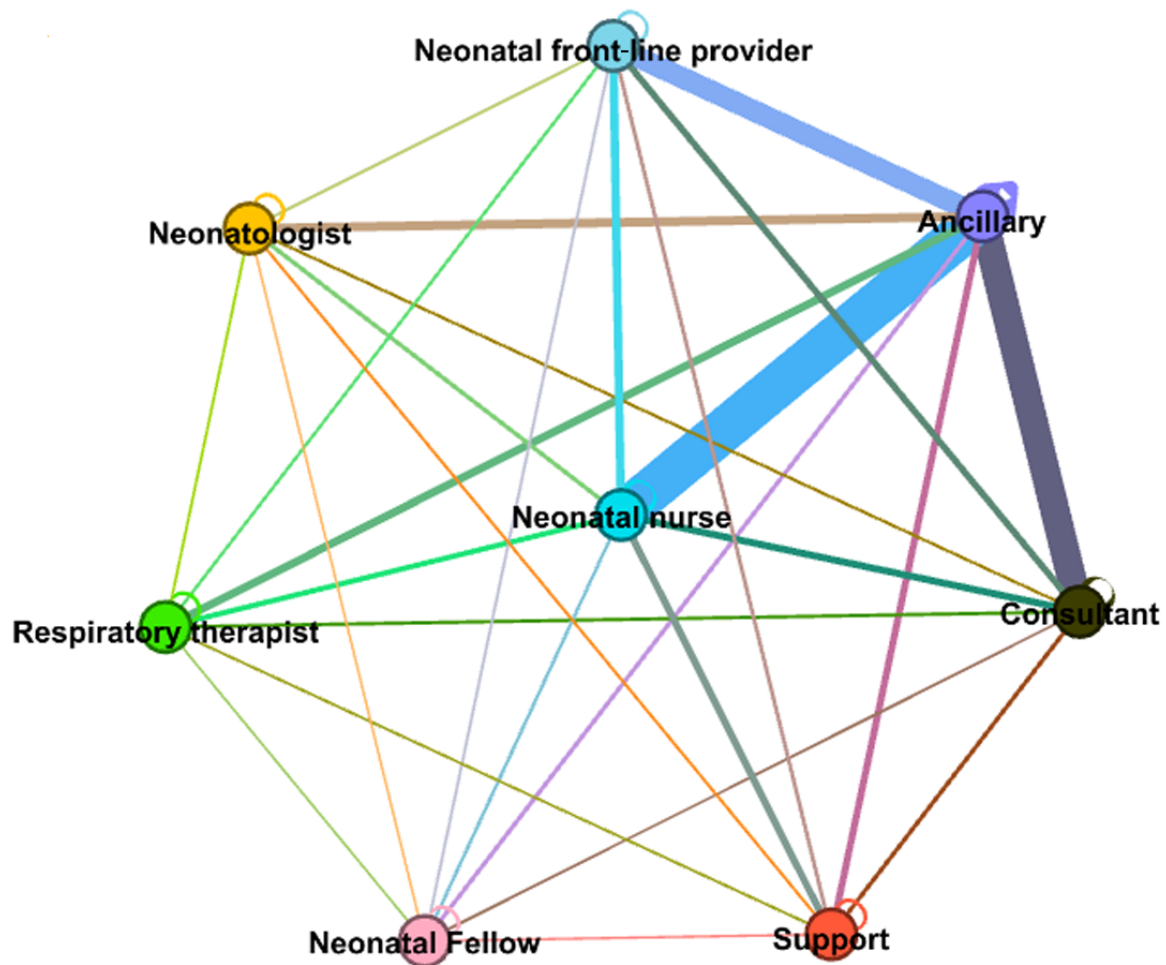 Neonatal front-line provider
Ancillary
Neonatologist
Neonatal nurse
Consultant
Respiratory therapist
Neonatal Fellow
Support